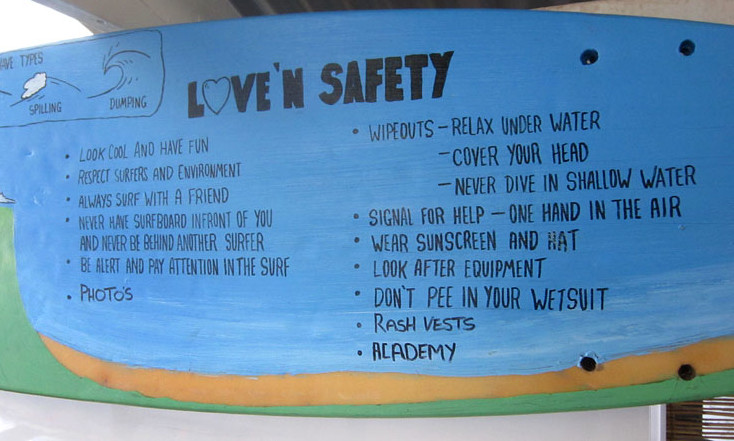 WAVE TYPES
SPILLING
DUMPING
LOVE'N SAFETY
• LOOK COOL AND HAVE FUN
• RESPECT SURFERS AND ENVIRONMENT
• ALWAYS SURF WITH A FRIEND
• NEVER HAVE SURFBOARD INFRONT OF YOU
AND NEVER BE BEHIND ANOTHER SURFER
• BE ALERT AND PAY ATTENTION IN THE SURF
• PHOTO'S
• WIPEOUTS - RELAX UNDER WATER
- COVER YOUR HEAD
- NEVER DIVE IN SHALLOW WATER
• SIGNAL FOR HELP - ONE HAND IN THE AIR
• WEAR SUNSCREEN AND HAT
• LOOK AFTER EQUIPMENT
• DON'T PEE IN YOUR WETSUIT
• RASH VESTS
• ACADEMY